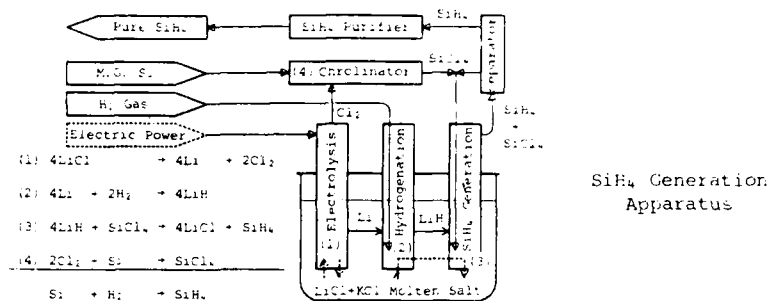 Pure SiH₄
SiH₄ Purifier
SiH₄
M.G. Si
(4) Chrolinator
SiCl₄
Separator
H₂ Gas
Cl₂
SiH₄
+
SiCl₄
Electric Power
(1) 4LiCl → 4Li + 2Cl₂
(2) 4Li + 2H₂ → 4LiH
(3) 4LiH + SiCl₄ → 4LiCl + SiH₄
(4) 2Cl₂ + Si → SiCl₄
Si + H₂ → SiH₄
Electrolysis
(1)
Li
Hydrogenation
(2)
LiH
SiH₄ Generation
(3)
LiCl+KCl Molten Salt
SiH₄ Generation
Apparatus